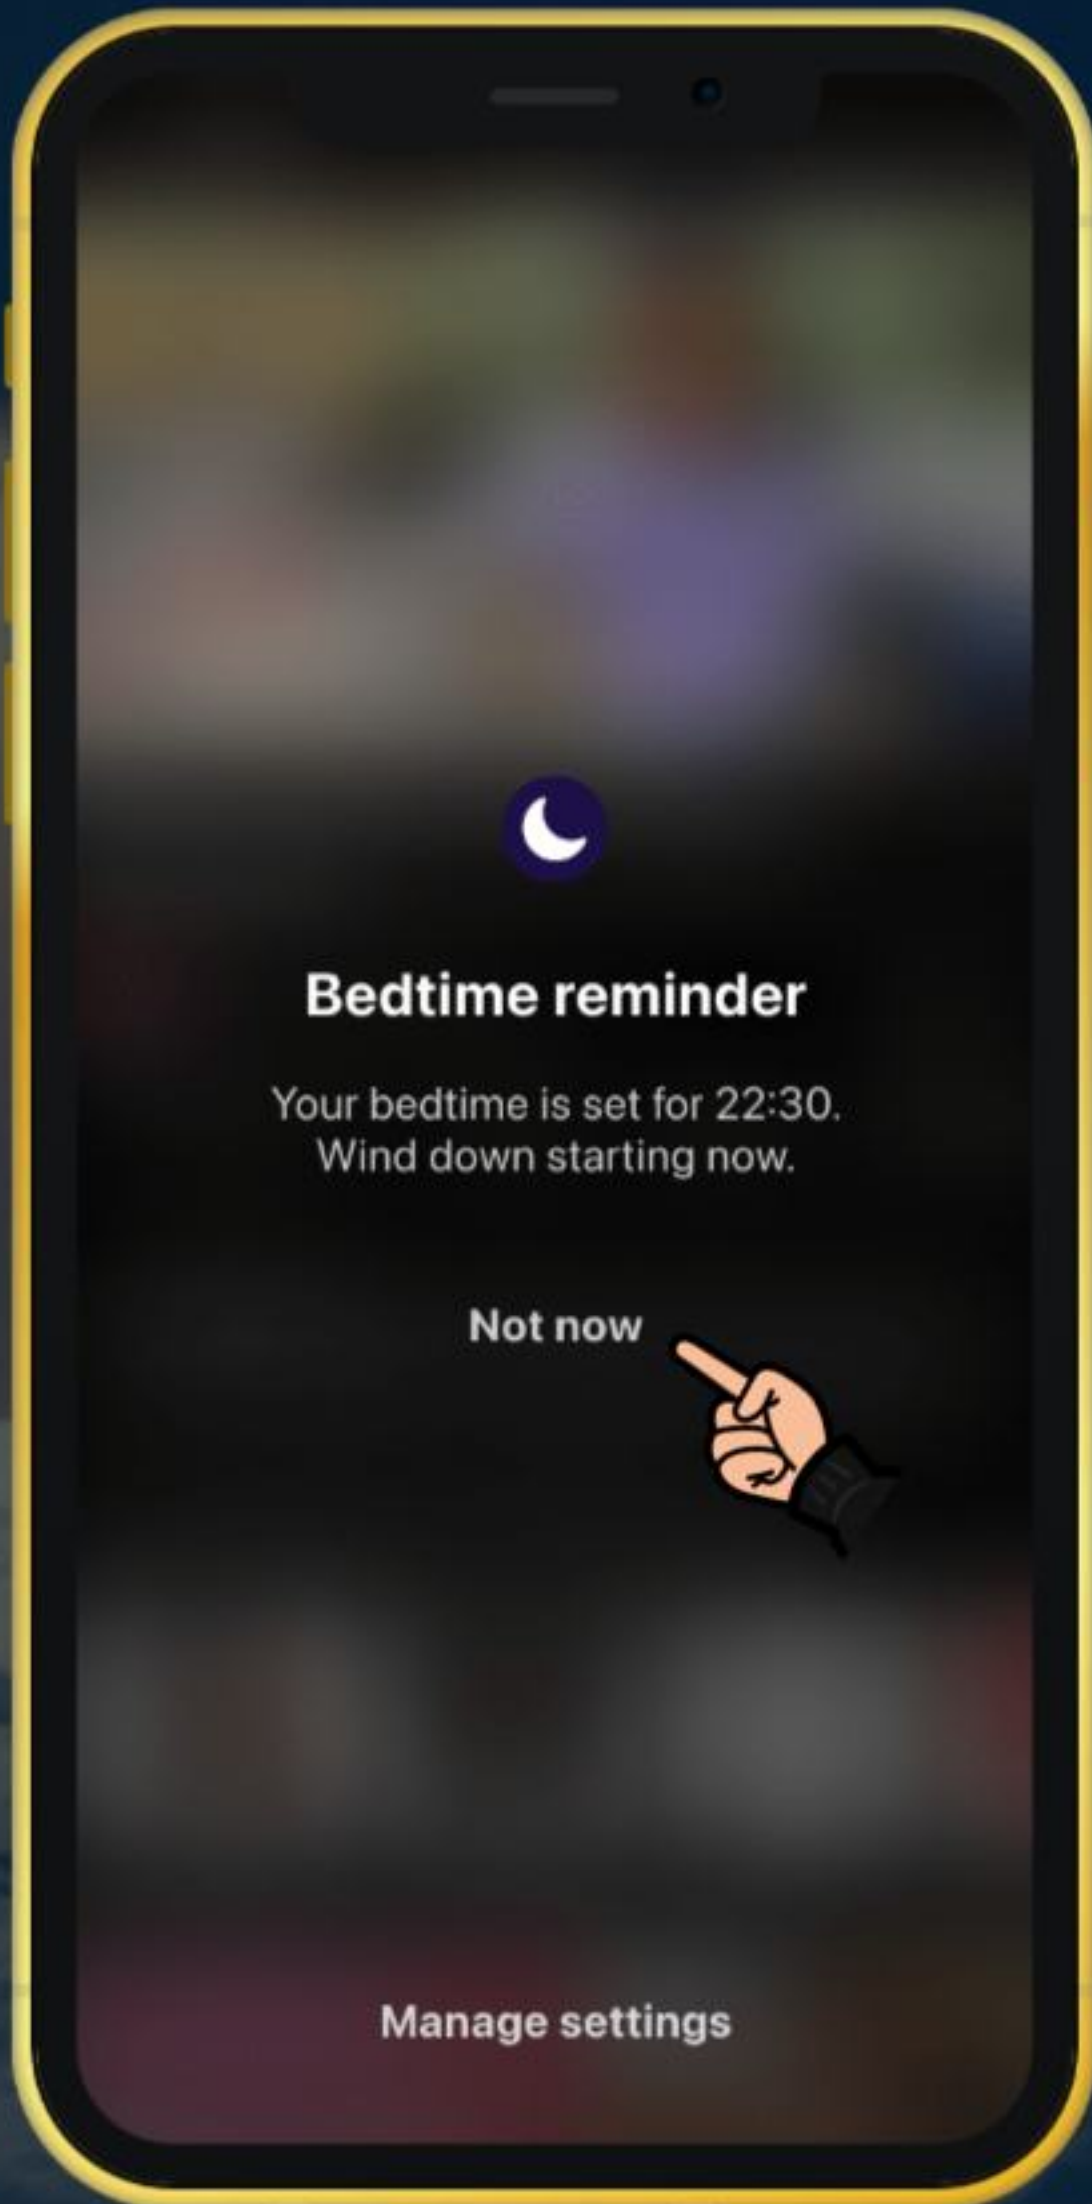 Bedtime reminder
Your bedtime is set for 22:30.
Wind down starting now.
Not now
Manage settings